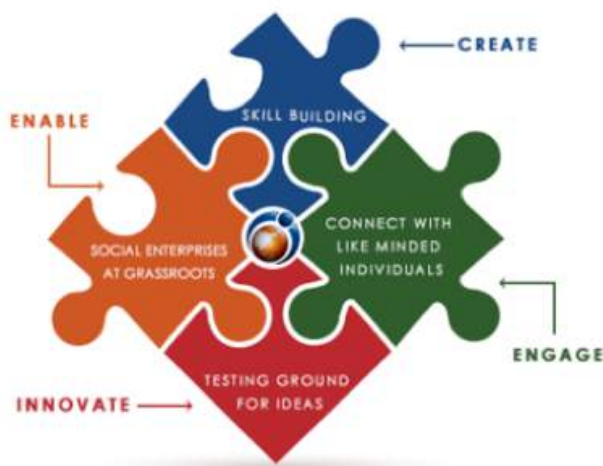 CREATE
SKILL BUILDING
ENABLE
SOCIAL ENTERPRISES
AT GRASSROOTS
CONNECT WITH
LIKE MINDED
INDIVIDUALS
ENGAGE
TESTING GROUND
FOR IDEAS
INNOVATE